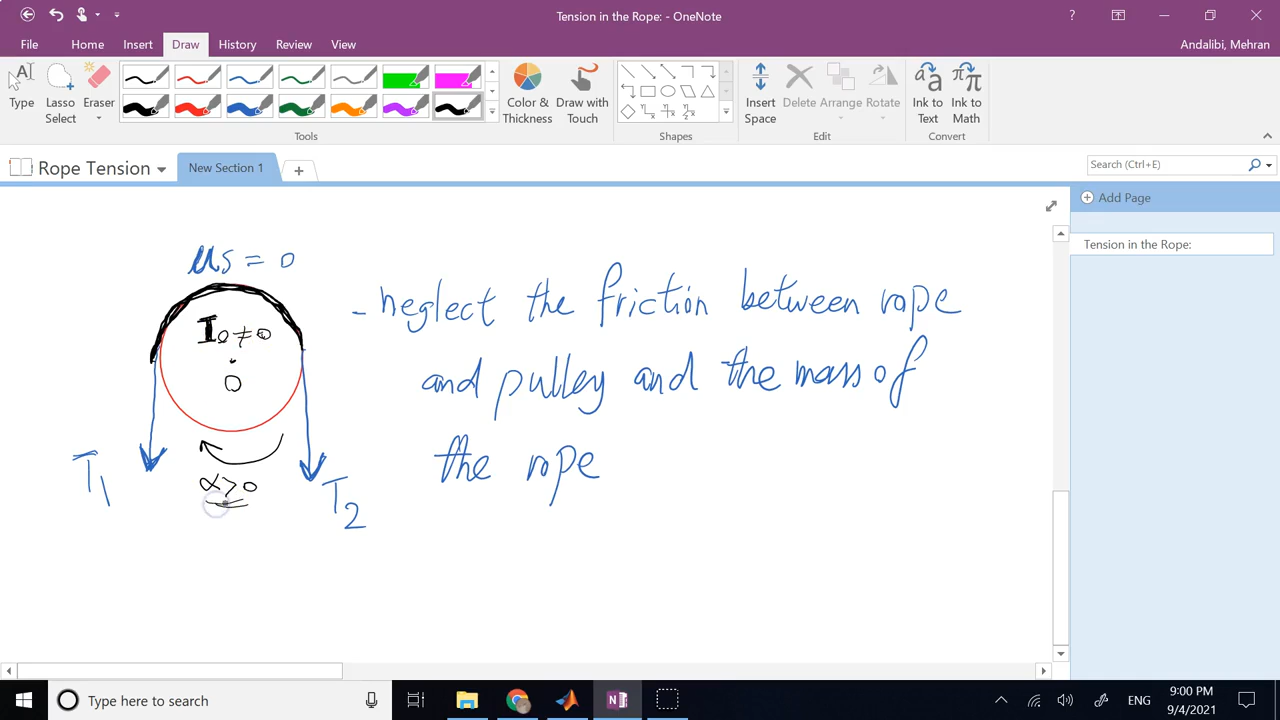 Tension in the Rope: - OneNote
File Home Insert Draw History Review View
Andalibi, Mehran
Type
Lasso Select
Eraser
Color & Thickness
Draw with Touch
Insert Space
Delete
Arrange
Rotate
Ink to Text
Ink to Math
Tools
Shapes
Edit
Convert
Rope Tension
New Section 1
Search (Ctrl+E)
Add Page
Tension in the Rope:
μs = 0
I0 ≠ 0
0
T1
α > 0
T2
- neglect the friction between rope
and pulley and the mass of
the rope
Type here to search
ENG
9:00 PM
9/4/2021